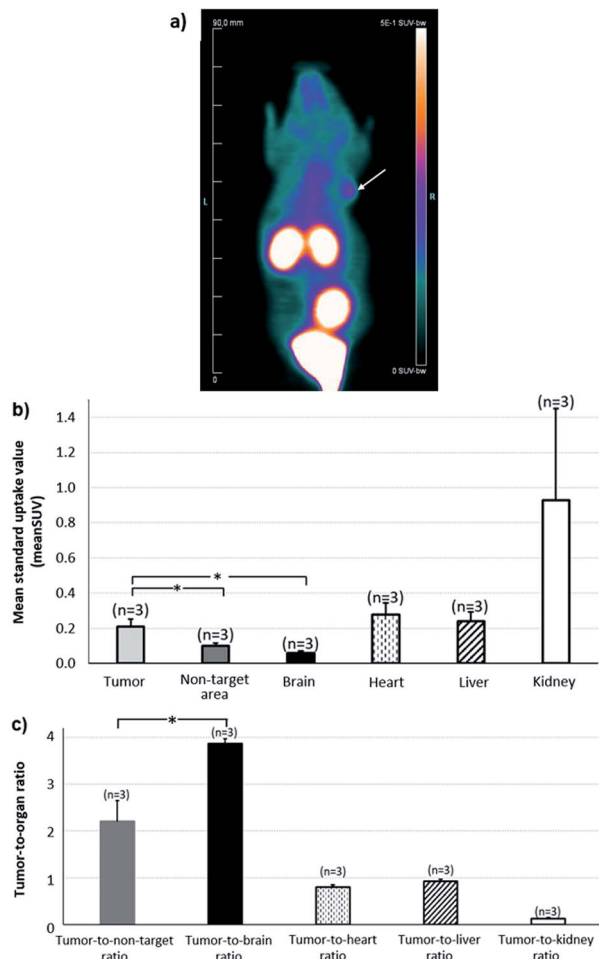 a)
90,0 mm
5E-1 SUV-bw
L
R
0
0 SUV-bw
b)
Mean standard uptake value
(meanSUV)
1.4
1.2
1.0
0.8
0.6
0.4
0.2
0.0
(n=3)
*
*
(n=3)
(n=3)
(n=3)
(n=3)
(n=3)
Tumor
Non-target
area
Brain
Heart
Liver
Kidney
c)
Tumor-to-organ ratio
4
3
2
1
0
*
(n=3)
(n=3)
(n=3)
(n=3)
(n=3)
Tumor-to-non-target
ratio
Tumor-to-brain
ratio
Tumor-to-heart
ratio
Tumor-to-liver
ratio
Tumor-to-kidney
ratio